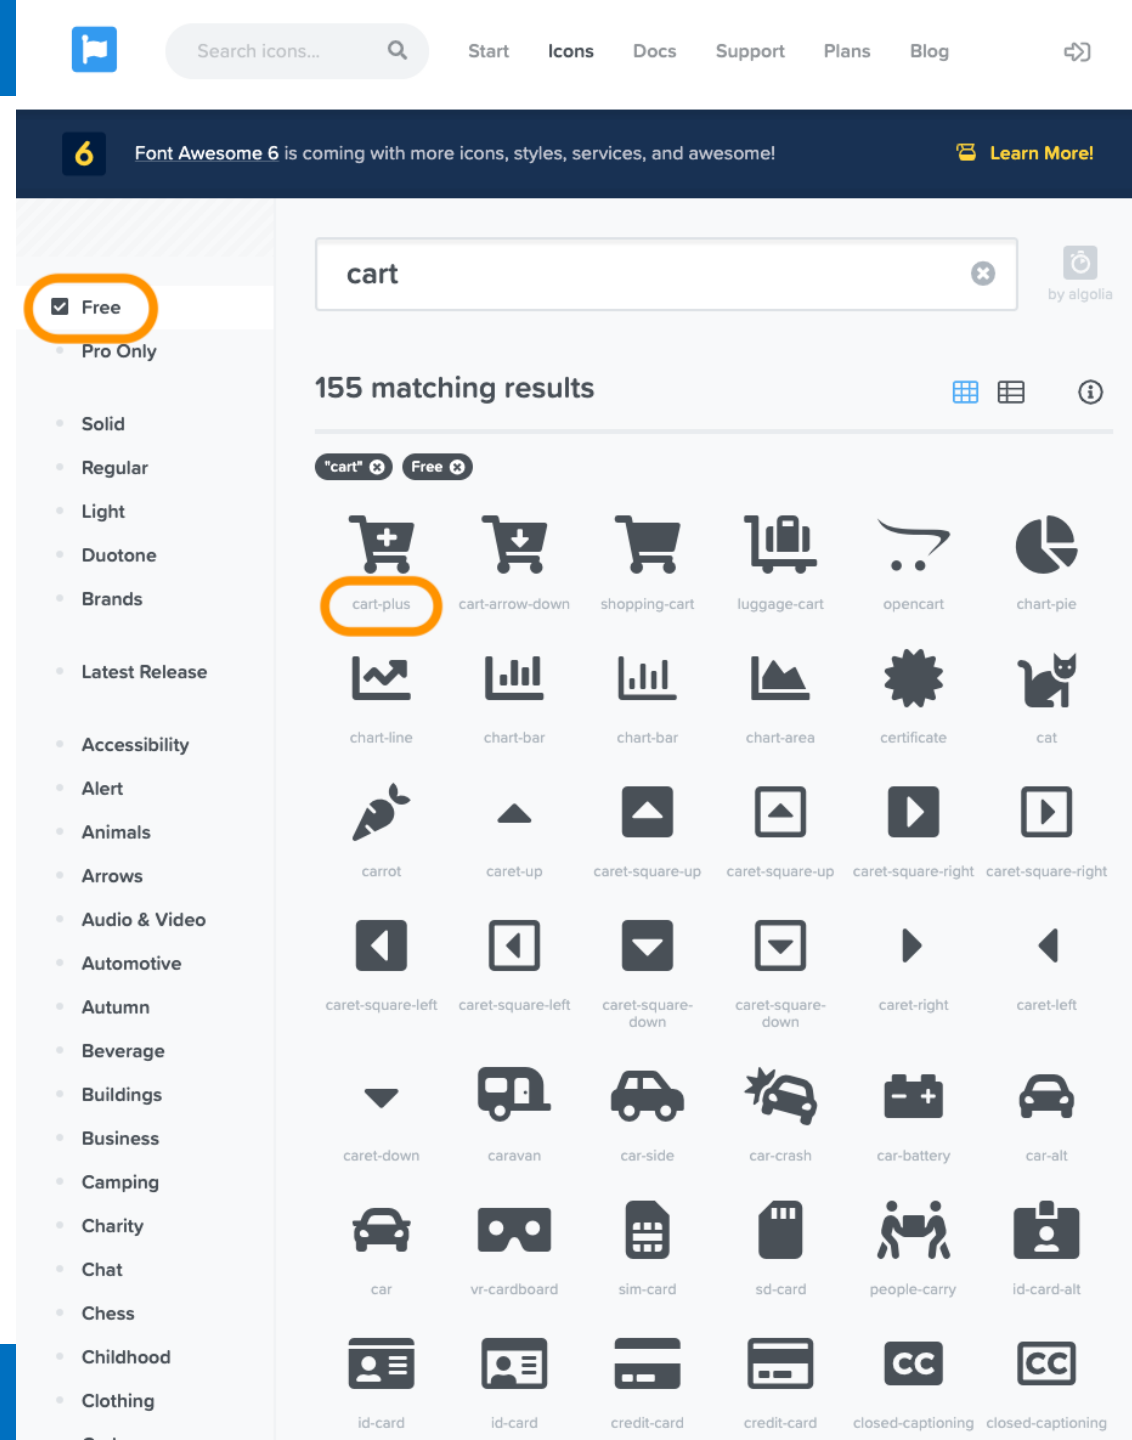 Search icons...
Start
Icons
Docs
Support
Plans
Blog
6
Font Awesome 6 is coming with more icons, styles, services, and awesome!
Learn More!
cart
by algolia
Free
Pro Only
Solid
Regular
Light
Duotone
Brands
Latest Release
Accessibility
Alert
Animals
Arrows
Audio & Video
Automotive
Autumn
Beverage
Buildings
Business
Camping
Charity
Chat
Chess
Childhood
Clothing
155 matching results
"cart"
Free
cart-plus
cart-arrow-down
shopping-cart
luggage-cart
opencart
chart-pie
chart-line
chart-bar
chart-bar
chart-area
certificate
cat
carrot
caret-up
caret-square-up
caret-square-up
caret-square-right
caret-square-right
caret-square-left
caret-square-left
caret-square-
down
caret-square-
down
caret-right
caret-left
caret-down
caravan
car-side
car-crash
car-battery
car-alt
car
vr-cardboard
sim-card
sd-card
people-carry
id-card-alt
CC
CC
id-card
id-card
credit-card
credit-card
closed-captioning
closed-captioning